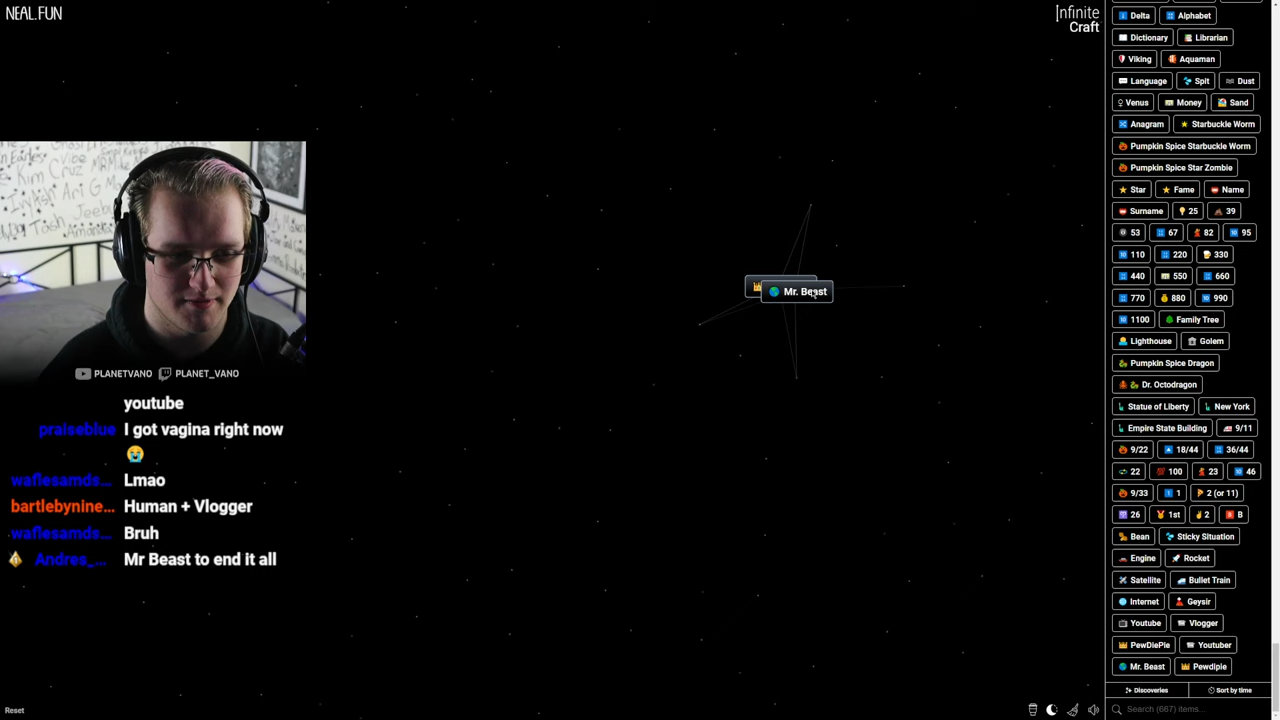 NEAL.FUN
Infinite
Craft
Delta Alphabet
Dictionary Librarian
Viking Aquaman
Language Spit Dust
Venus Money Sand
Anagram Starbuckle Worm
Pumpkin Spice Starbuckle Worm
Pumpkin Spice Star Zombie
Star Fame Name
Surname 25 39
53 67 82 95
110 220 330
440 550 660
770 880 990
1100 Family Tree
Lighthouse Golem
Pumpkin Spice Dragon
Dr. Octodragon
Statue of Liberty New York
Empire State Building 9/11
9/22 18/44 36/44
22 100 23 46
9/33 1 2 (or 11)
26 1st 2 B
Bean Sticky Situation
Engine Rocket
Satellite Bullet Train
Internet Geysir
Youtube Vlogger
PewDiePie Youtuber
Mr. Beast Pewdipie
Discoveries Sort by time
Search (667) items...
Mr. Beast
PLANETVANO PLANET_VANO
youtube
praiseblue I got vagina right now
😭
waflesamds... Lmao
bartlebynine... Human + Vlogger
waflesamds... Bruh
Andres_... Mr Beast to end it all
Reset